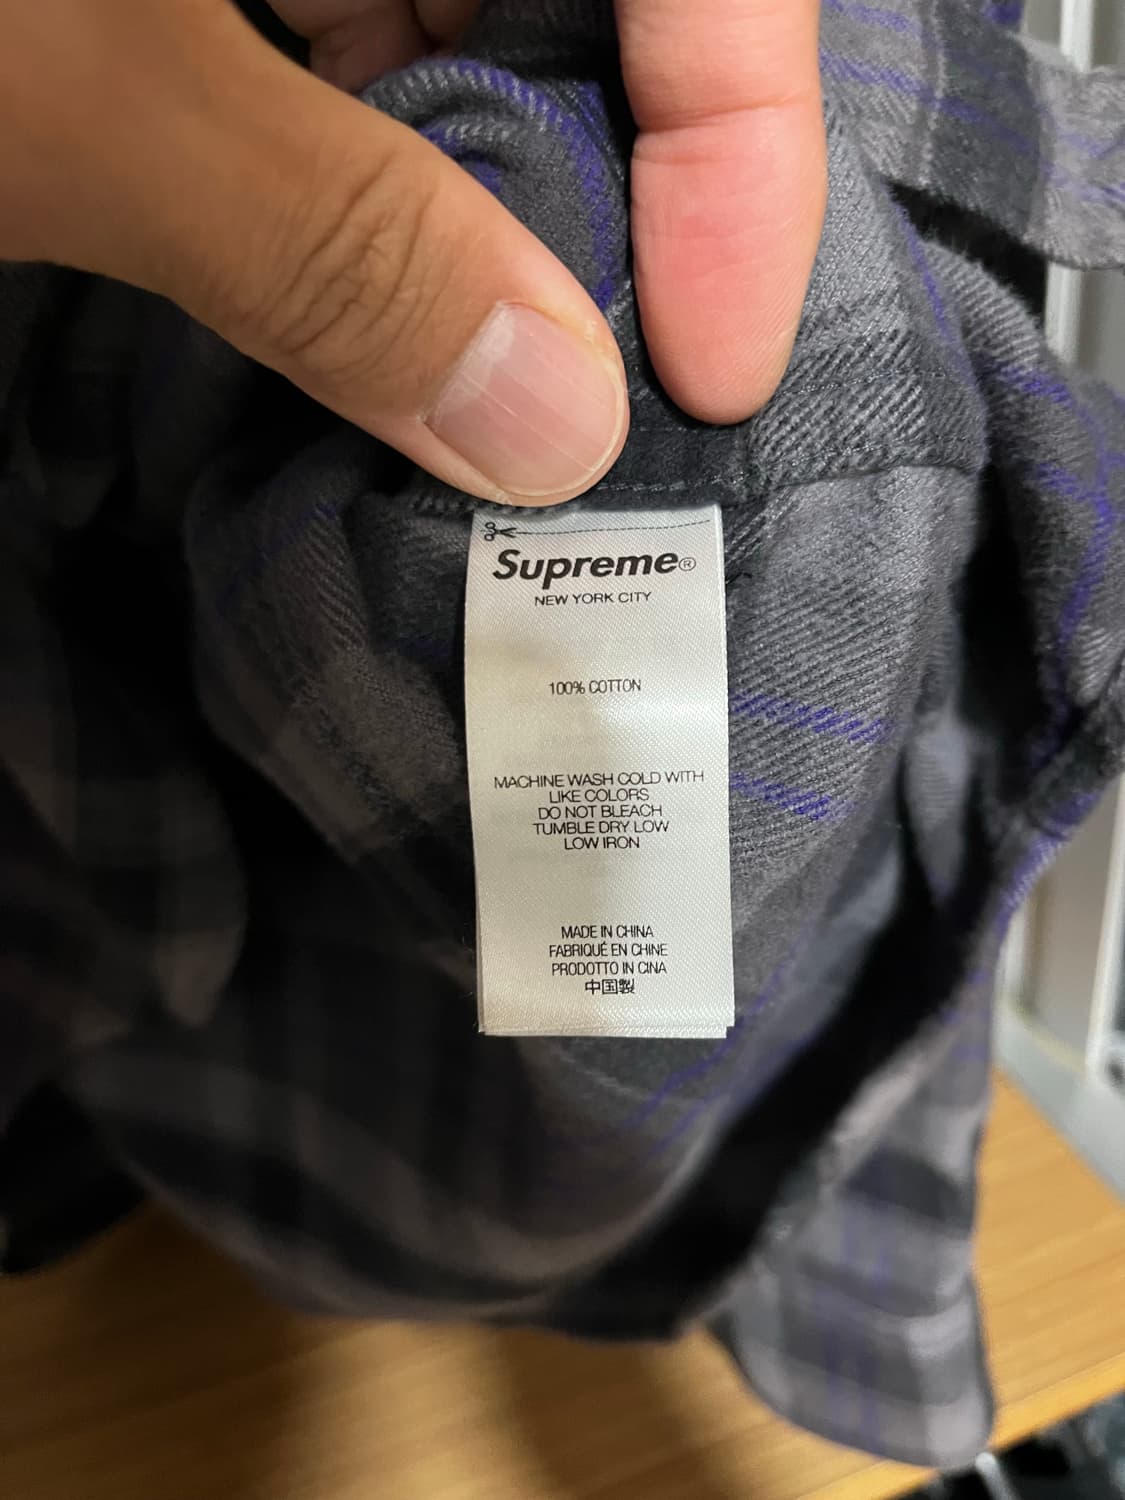 Supreme®
NEW YORK CITY
100% COTTON
MACHINE WASH COLD WITH
LIKE COLORS
DO NOT BLEACH
TUMBLE DRY LOW
LOW IRON
MADE IN CHINA
FABRIQUÉ EN CHINE
PRODOTTO IN CINA
中国製